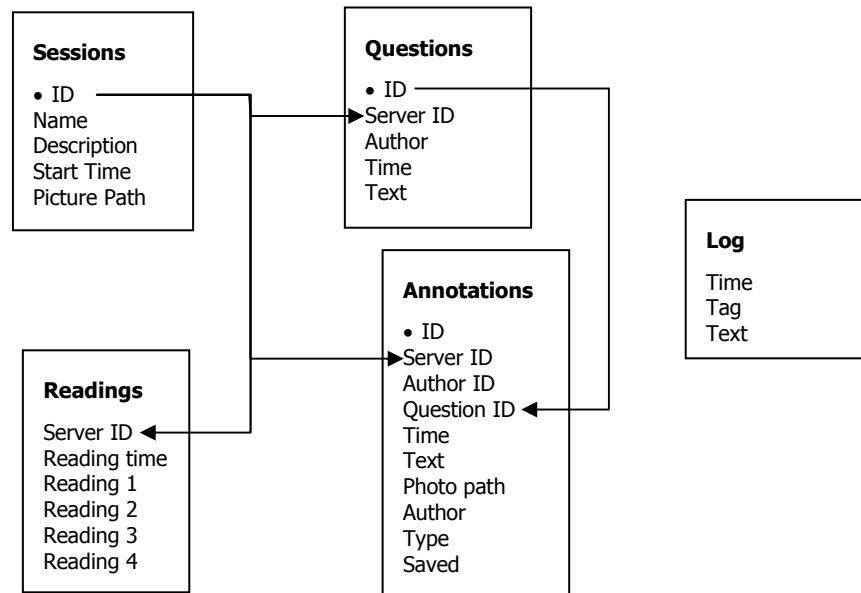 Sessions
• ID
Name
Description
Start Time
Picture Path
Questions
• ID
Server ID
Author
Time
Text
Log
Time
Tag
Text
Annotations
• ID
Server ID
Author ID
Question ID
Time
Text
Photo path
Author
Type
Saved
Readings
Server ID
Reading time
Reading 1
Reading 2
Reading 3
Reading 4